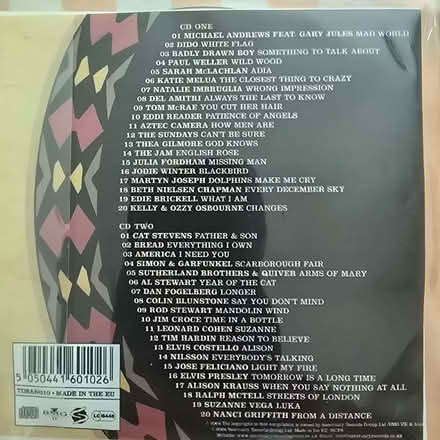 CD ONE
01 MICHAEL ANDREWS FEAT. GARY JULES MAD WORLD
02 DIDO WHITE FLAG
03 BADLY DRAWN BOY SOMETHING TO TALK ABOUT
04 PAUL WELLER WILD WOOD
05 SARAH McLACHLAN ADIA
06 KATIE MELUA THE CLOSEST THING TO CRAZY
07 NATALIE IMBRUGLIA WRONG IMPRESSION
08 DEL AMITRI ALWAYS THE LAST TO KNOW
09 TOM McRAE YOU CUT HER HAIR
10 EDDI READER PATIENCE OF ANGELS
11 AZTEC CAMERA HOW MEN ARE
12 THE SUNDAYS CAN'T BE SURE
13 THEA GILMORE GOD KNOWS
14 THE JAM ENGLISH ROSE
15 JULIA FORDHAM MISSING MAN
16 JODIE WINTER BLACKBIRD
17 MARTYN JOSEPH DOLPHINS MAKE ME CRY
18 BETH NIELSEN CHAPMAN EVERY DECEMBER SKY
19 EDIE BRICKELL WHAT I AM
20 KELLY & OZZY OSBOURNE CHANGES
CD TWO
01 CAT STEVENS FATHER & SON
02 BREAD EVERYTHING I OWN
03 AMERICA I NEED YOU
04 SIMON & GARFUNKEL SCARBOROUGH FAIR
05 SUTHERLAND BROTHERS & QUIVER ARMS OF MARY
06 AL STEWART YEAR OF THE CAT
07 DAN FOGELBERG LONGER
08 COLIN BLUNSTONE SAY YOU DON'T MIND
09 ROD STEWART MANDOLIN WIND
10 JIM CROCE TIME IN A BOTTLE
11 LEONARD COHEN SUZANNE
12 TIM HARDIN REASON TO BELIEVE
13 ELVIS COSTELLO ALISON
14 NILSSON EVERYBODY'S TALKING
15 JOSE FELICIANO LIGHT MY FIRE
16 ELVIS PRESLEY TOMORROW IS A LONG TIME
17 ALISON KRAUSS WHEN YOU SAY NOTHING AT ALL
18 RALPH McTELL STREETS OF LONDON
19 SUZANNE VEGA LUKA
20 NANCI GRIFFITH FROM A DISTANCE
5 050441 601026
MADE IN THE EU
BMG
LC 6448